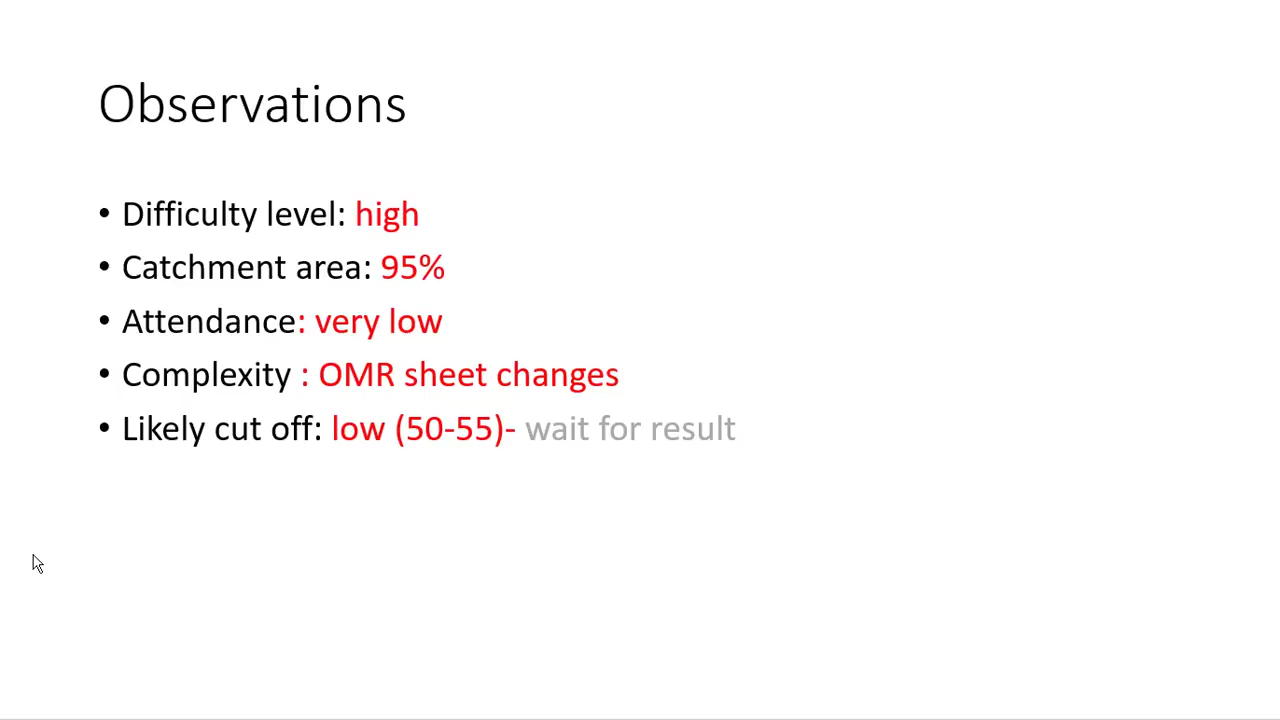 Observations
• Difficulty level: high
• Catchment area: 95%
• Attendance: very low
• Complexity : OMR sheet changes
• Likely cut off: low (50-55)- wait for result